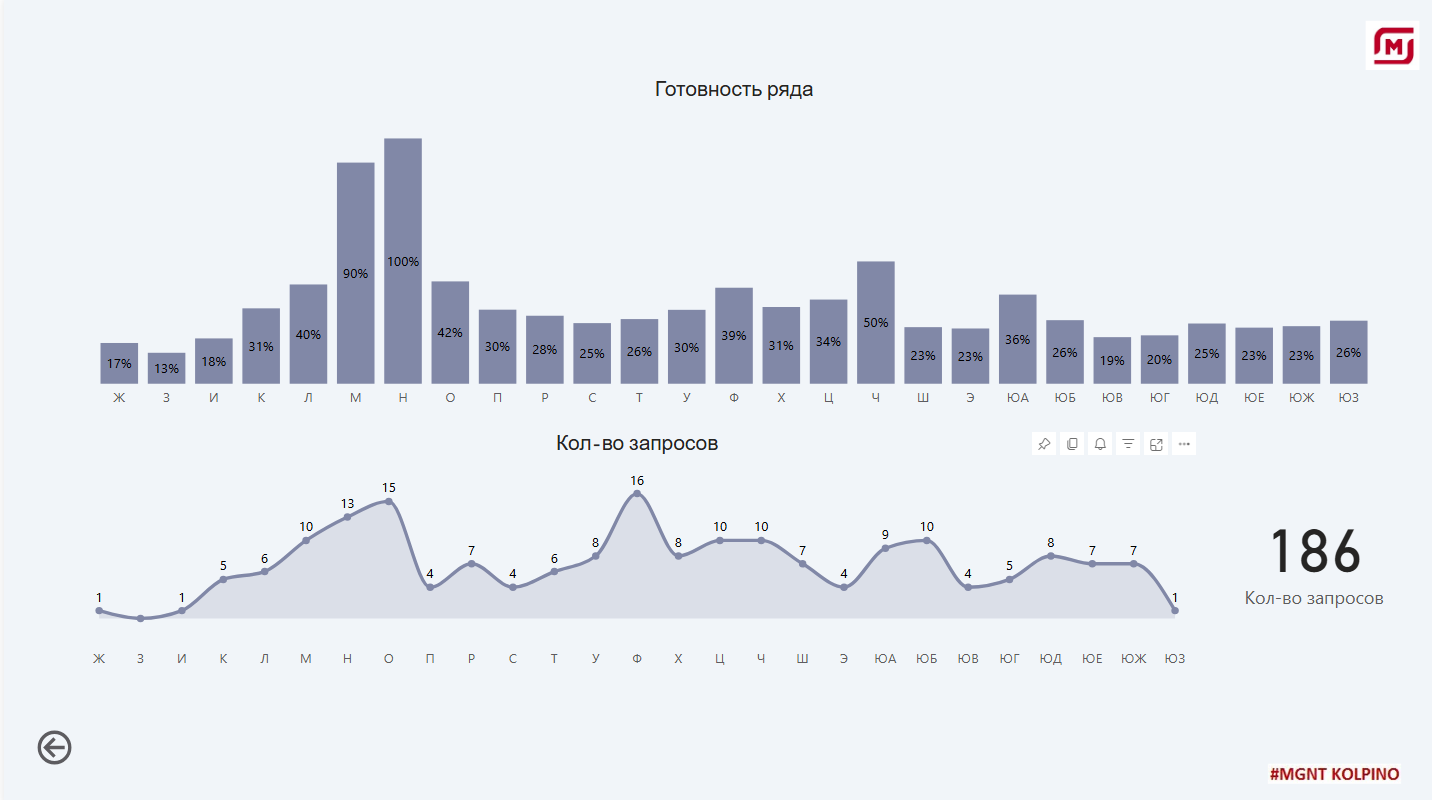 М
Готовность ряда
17% 13% 18% 31% 40% 90% 100% 42% 30% 28% 25% 26% 30% 39% 31% 34% 50% 23% 23% 36% 26% 19% 20% 25% 23% 23% 26%
Ж З И К Л М Н О П Р С Т У Ф Х Ц Ч Ш Э ЮА ЮБ ЮВ ЮГ ЮД ЮЕ ЮЖ ЮЗ
Кол-во запросов
1 1 5 6 10 13 15 4 7 4 6 8 16 8 10 10 7 4 9 10 4 5 8 7 7 1
Ж З И К Л М Н О П Р С Т У Ф Х Ц Ч Ш Э ЮА ЮБ ЮВ ЮГ ЮД ЮЕ ЮЖ ЮЗ
186
Кол-во запросов
#MGNT KOLPINO